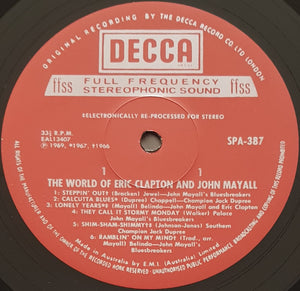 ORIGINAL RECORDING BY THE DECCA RECORD CO. LTD. LONDON
DECCA
ffss FULL FREQUENCY ffss
STEREOPHONIC SOUND
‡ELECTRONICALLY RE-PROCESSED FOR STEREO
33⅓ R.P.M.
EAL13407
℗ 1969, *1967, †1966
SPA-387
1 1
THE WORLD OF ERIC CLAPTON AND JOHN MAYALL
1. STEPPIN' OUT‡ (Bracken) Jewel—John Mayall's Bluesbreakers
2. CALCUTTA BLUES* (Dupree) Chappell—Champion Jack Dupree
3. LONELY YEARS‡ (Mayall) Belinda—John Mayall and Eric Clapton
4. THEY CALL IT STORMY MONDAY (Walker) Palace
John Mayall's Bluesbreakers
5. SHIM-SHAM-SHIMMY†‡ (Johnson-Jones) Southern
Champion Jack Dupree
6. RAMBLIN' ON MY MIND†‡ (Trad., arr.
Mayall) Belinda—John Mayall's
Bluesbreakers
Made in Australia by E.M.I. (Australia) Limited
ALL RIGHTS OF THE MANUFACTURER AND OF THE OWNER OF THE RECORDED WORK RESERVED · UNAUTHORISED PUBLIC PERFORMANCE BROADCASTING AND COPYING OF THIS RECORD PROHIBITED